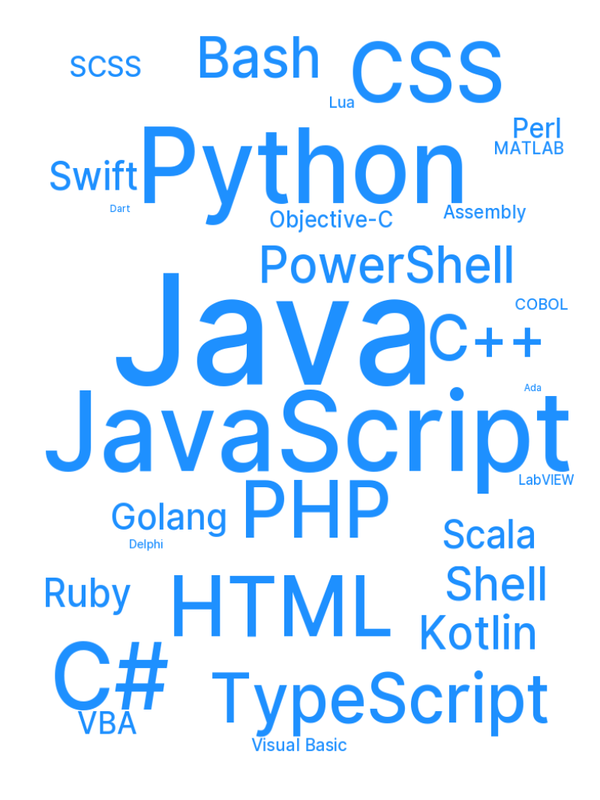 Bash
CSS
SCSS
Lua
Perl
MATLAB
Python
Swift
Dart
Objective-C
Assembly
PowerShell
COBOL
Java
C++
Ada
JavaScript
LabVIEW
PHP
Golang
Scala
Delphi
Shell
Ruby
HTML
Kotlin
C#
TypeScript
VBA
Visual Basic